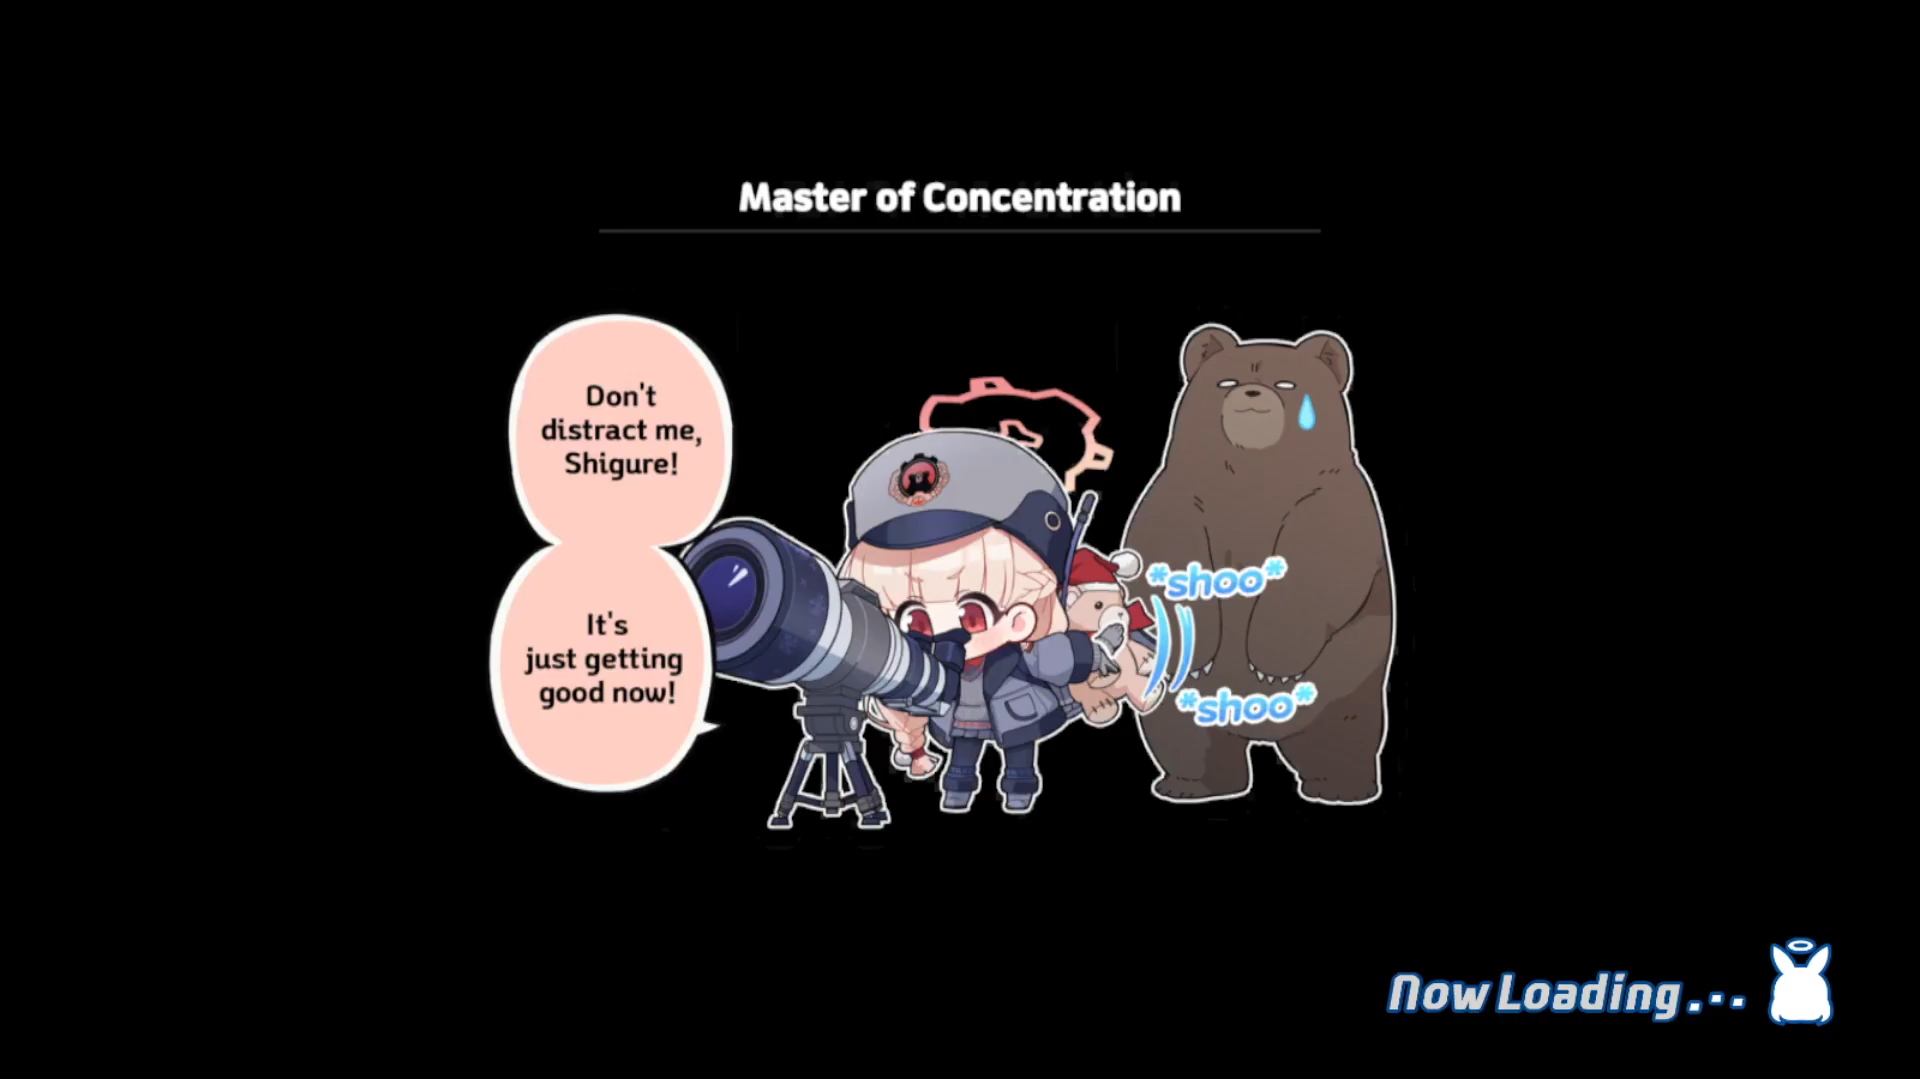 Master of Concentration
Don't
distract me,
Shigure!
It's
just getting
good now!
*shoo*
*shoo*
Now Loading...